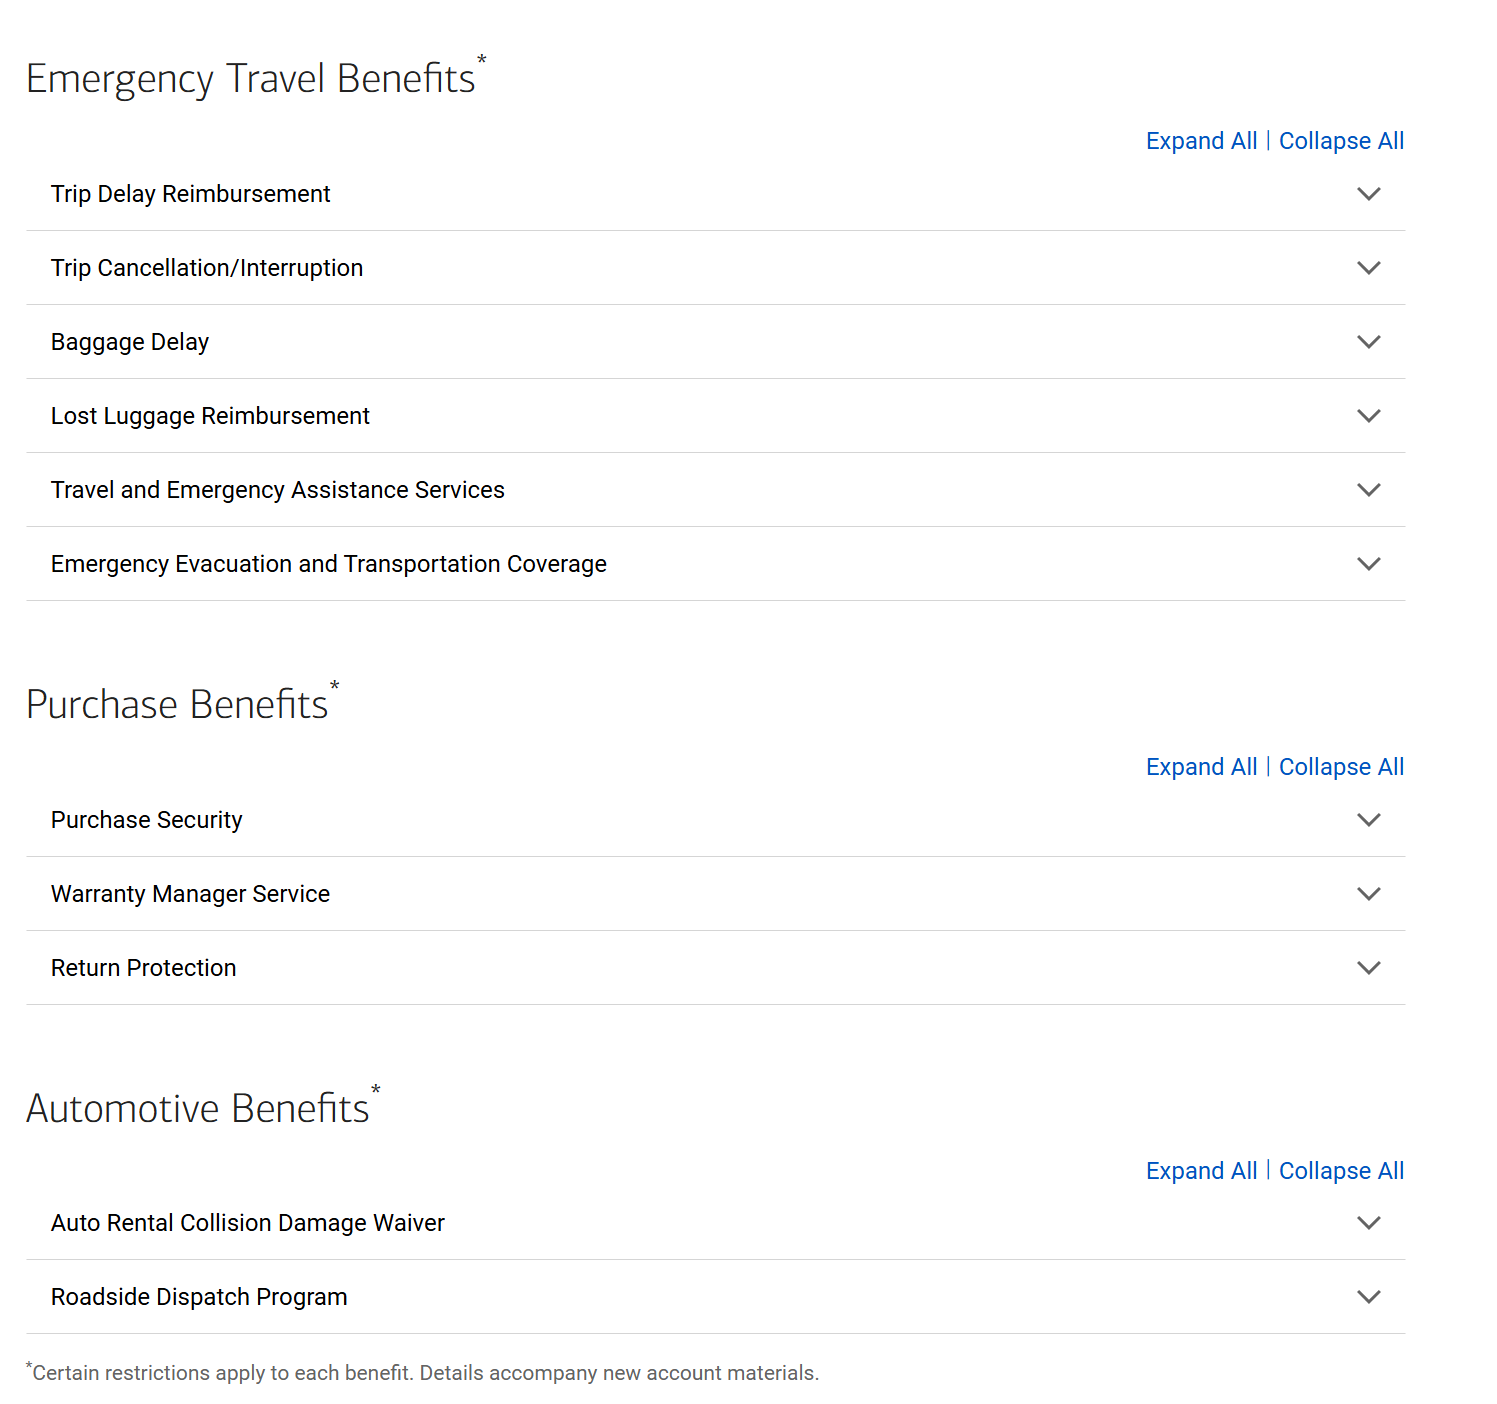 Emergency Travel Benefits*
Expand All | Collapse All
Trip Delay Reimbursement
Trip Cancellation/Interruption
Baggage Delay
Lost Luggage Reimbursement
Travel and Emergency Assistance Services
Emergency Evacuation and Transportation Coverage
Purchase Benefits*
Expand All | Collapse All
Purchase Security
Warranty Manager Service
Return Protection
Automotive Benefits*
Expand All | Collapse All
Auto Rental Collision Damage Waiver
Roadside Dispatch Program
*Certain restrictions apply to each benefit. Details accompany new account materials.